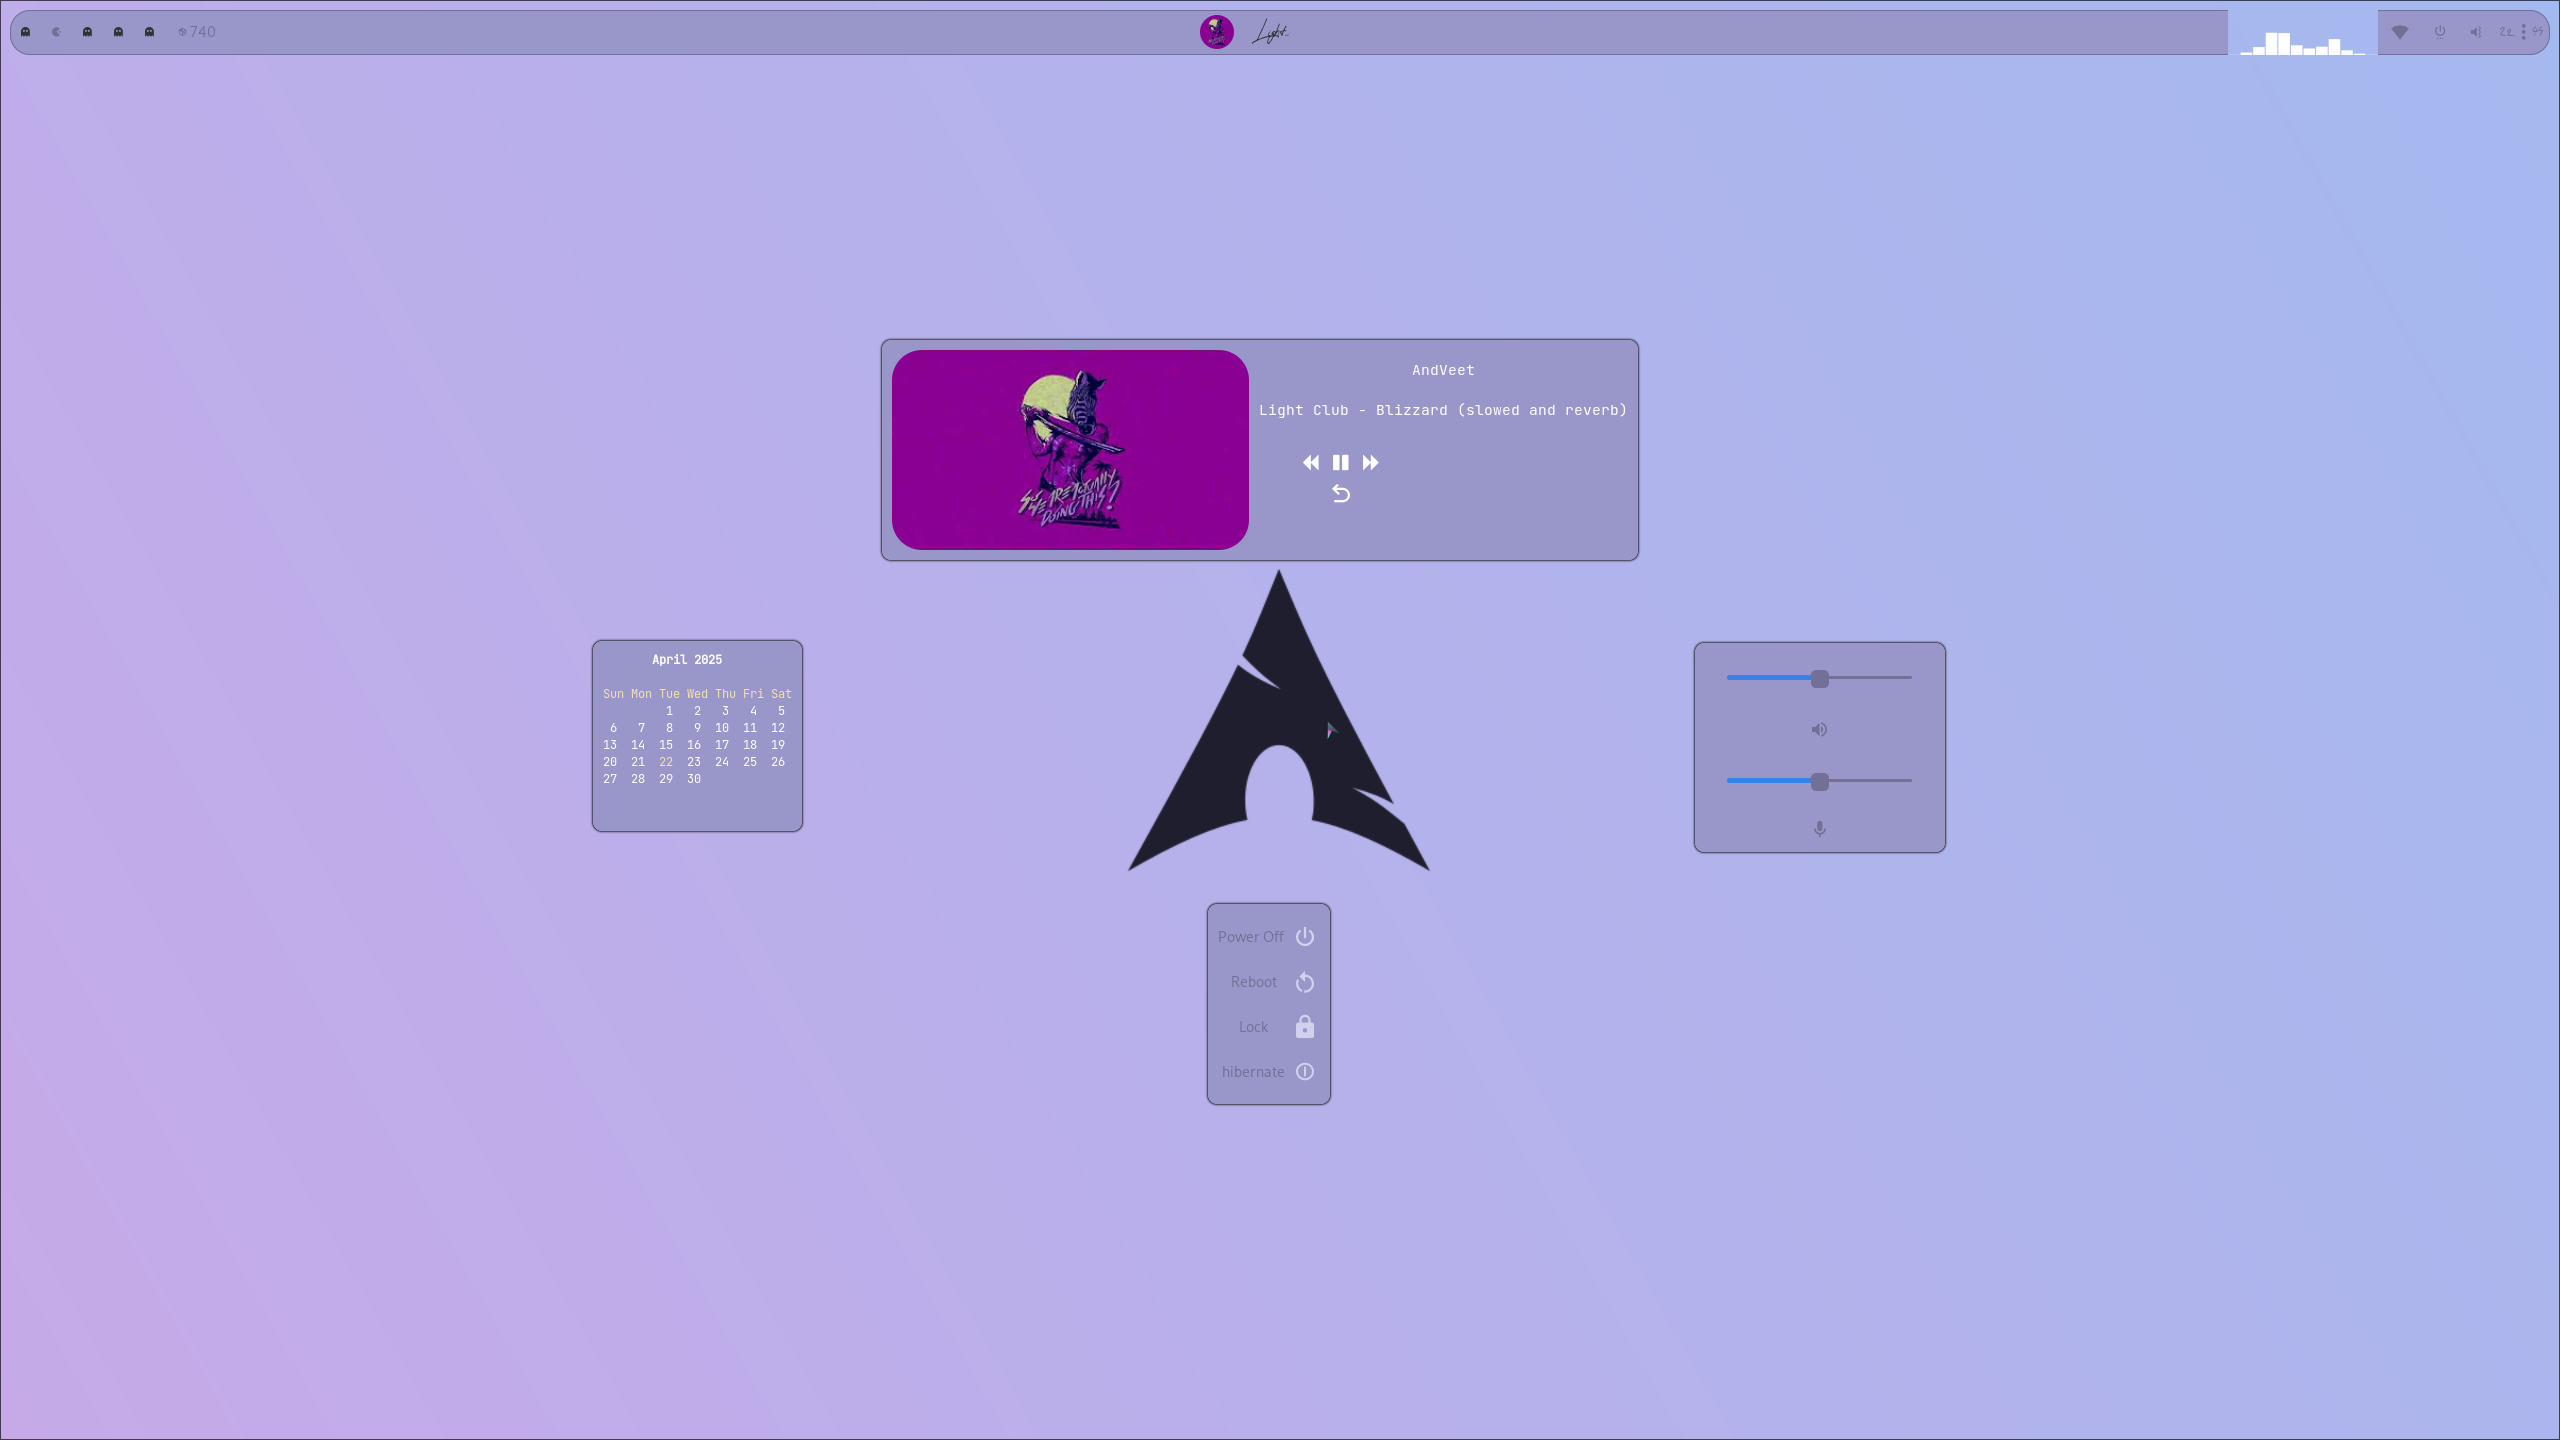 740
Light...
22
AndVeet
Light Club - Blizzard (slowed and reverb)
SO WE'RE ACTUALLY
DOING THIS?
April 2025
Sun Mon Tue Wed Thu Fri Sat
1 2 3 4 5
6 7 8 9 10 11 12
13 14 15 16 17 18 19
20 21 22 23 24 25 26
27 28 29 30
Power Off
Reboot
Lock
hibernate